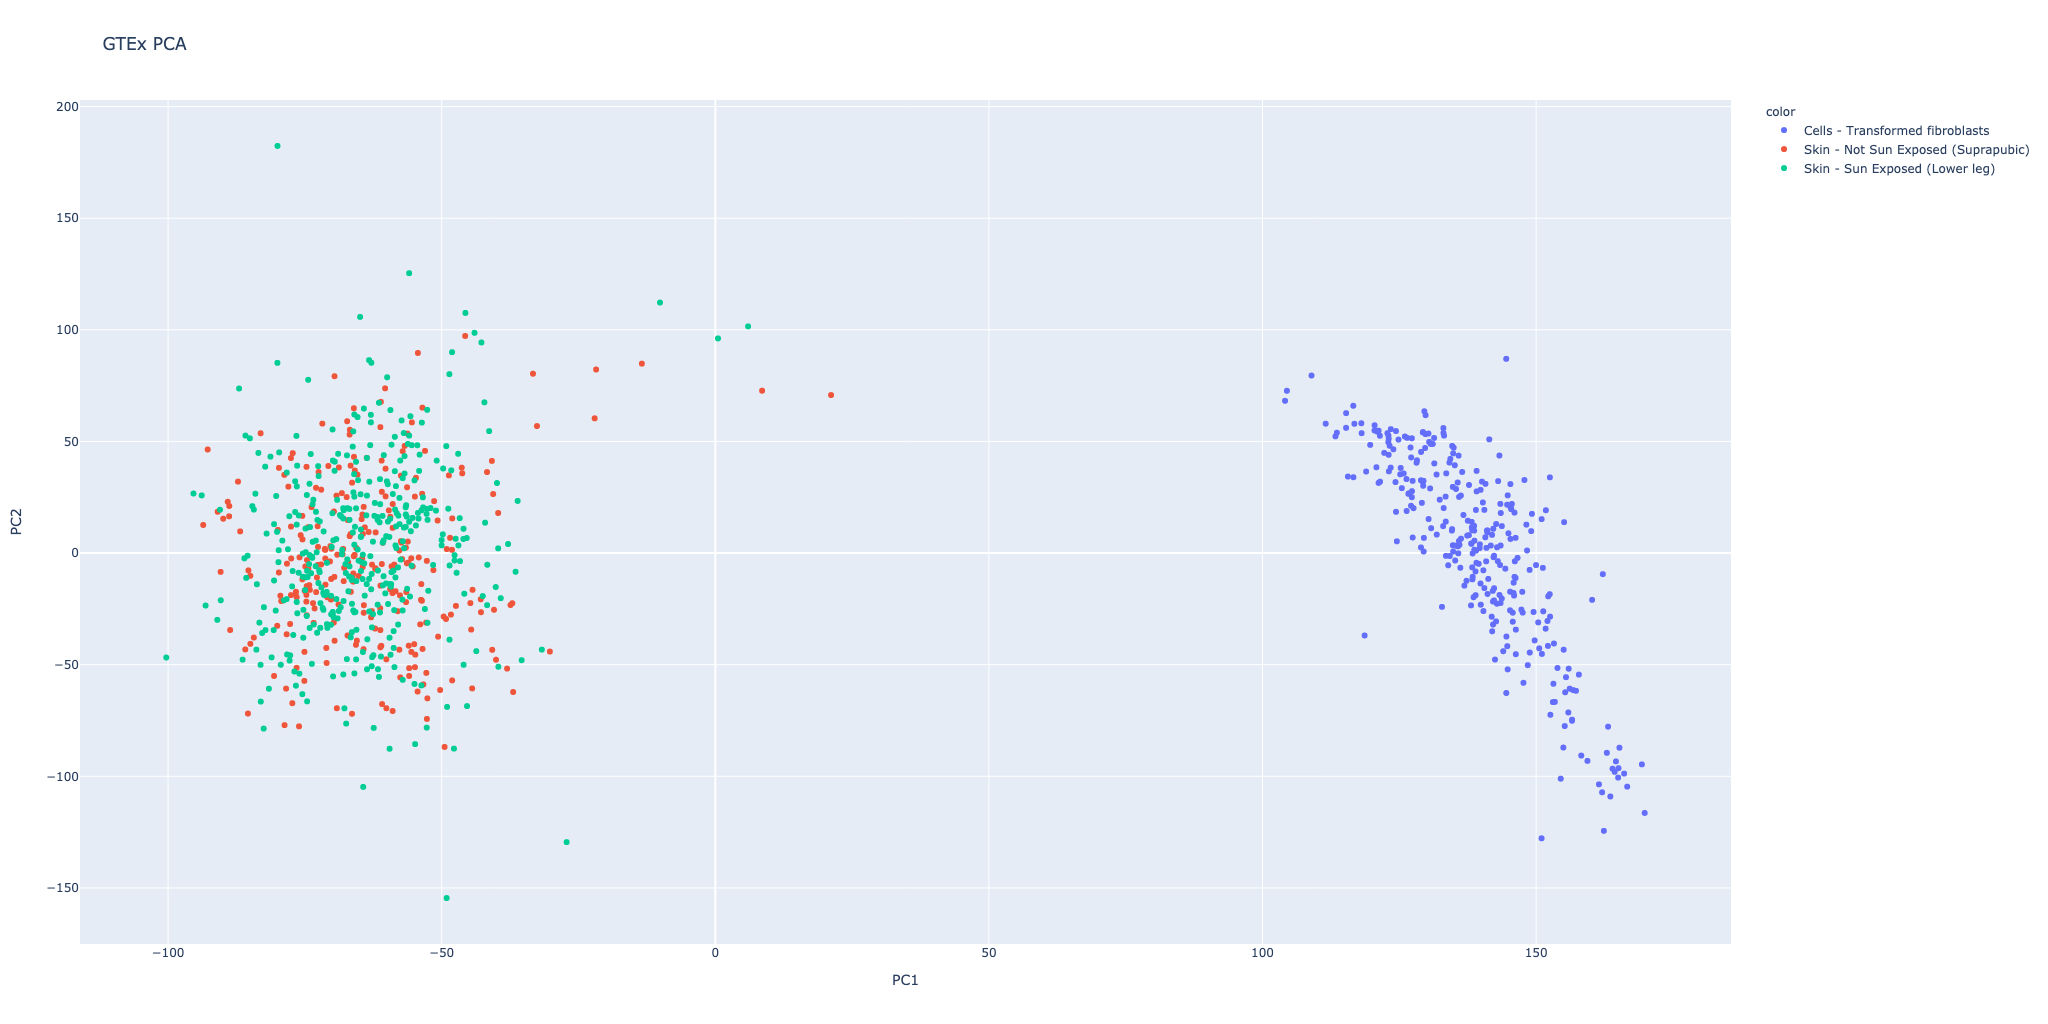 GTEx PCA
color
Cells - Transformed fibroblasts
Skin - Not Sun Exposed (Suprapubic)
Skin - Sun Exposed (Lower leg)
200
150
100
50
0
−50
−100
−150
PC2
−100
−50
0
50
100
150
PC1